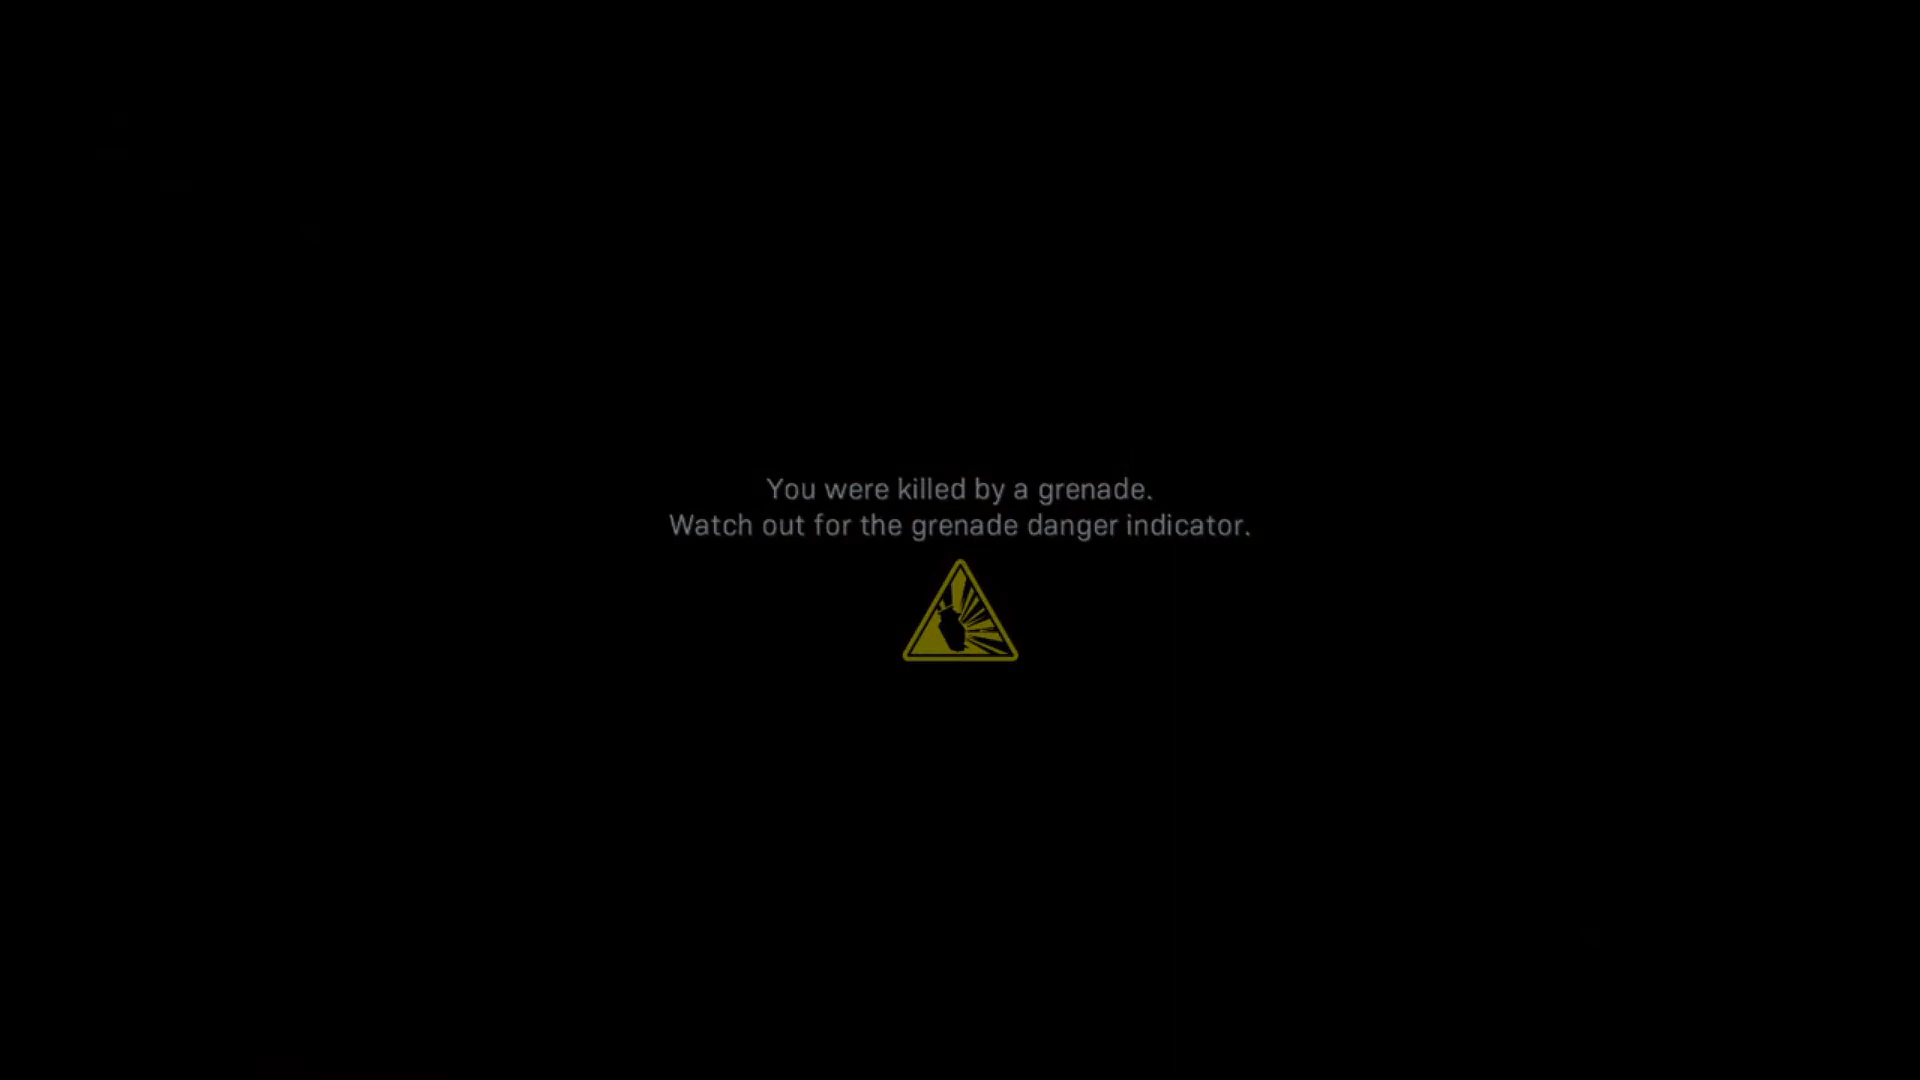 You were killed by a grenade.
Watch out for the grenade danger indicator.